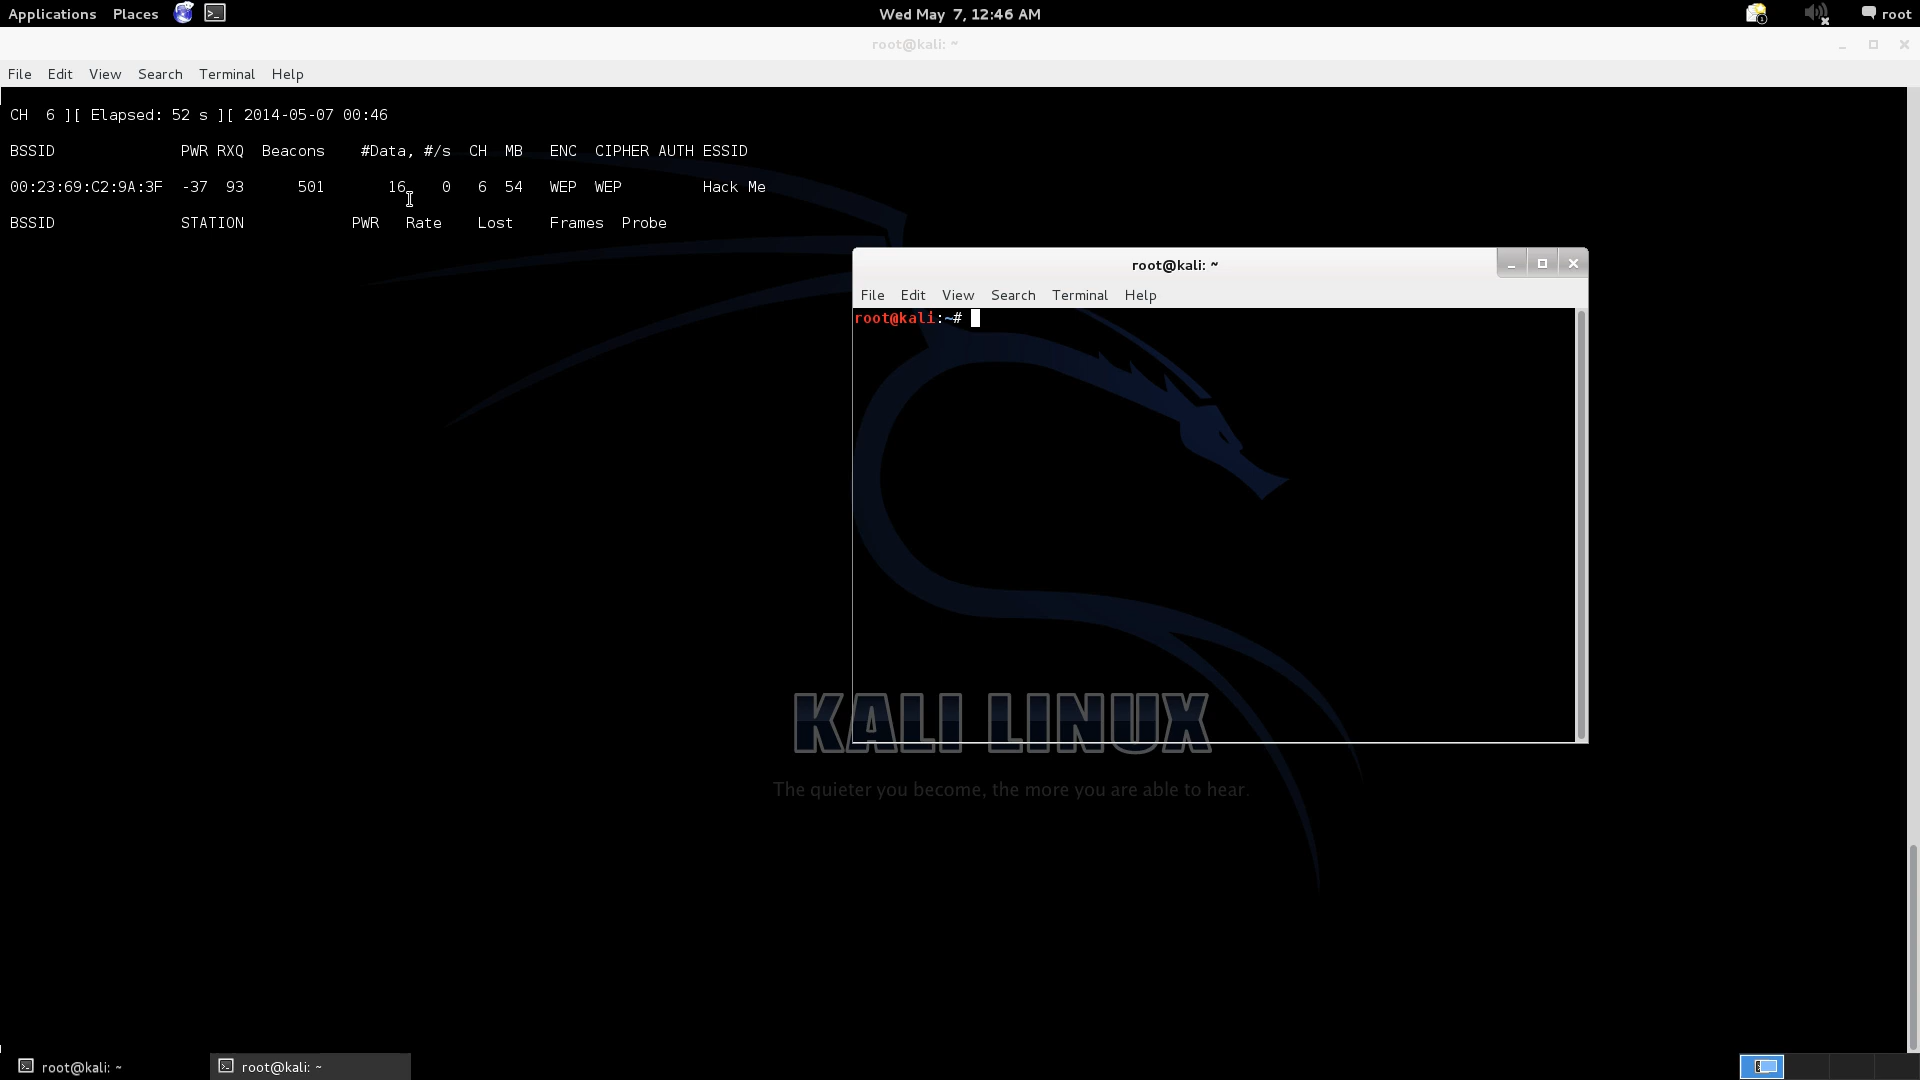 Applications Places Wed May 7, 12:46 AM root
root@kali: ~
File Edit View Search Terminal Help
CH 6 ][ Elapsed: 52 s ][ 2014-05-07 00:46
BSSID PWR RXQ Beacons #Data, #/s CH MB ENC CIPHER AUTH ESSID
00:23:69:C2:9A:3F -37 93 501 16 0 6 54 WEP WEP Hack Me
BSSID STATION PWR Rate Lost Frames Probe
root@kali: ~
File Edit View Search Terminal Help
root@kali:~#
KALI LINUX
The quieter you become, the more you are able to hear.
root@kali: ~ root@kali: ~